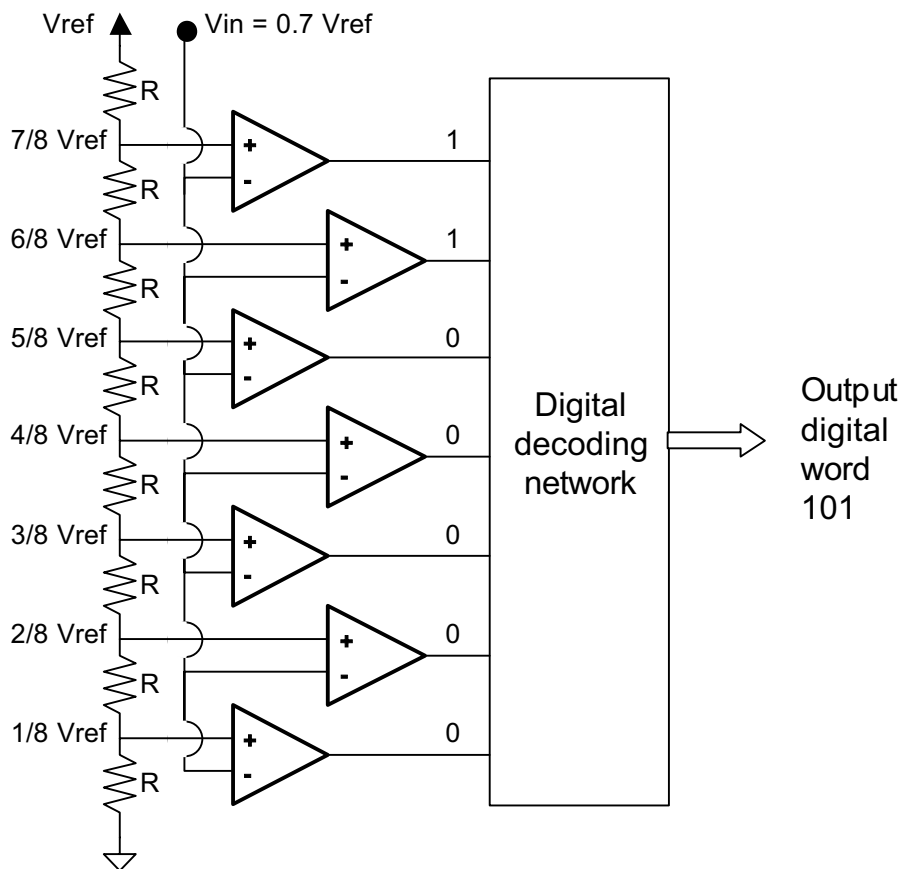 Vref
Vin = 0.7 Vref
R
7/8 Vref
+
-
1
R
6/8 Vref
+
-
1
R
5/8 Vref
+
-
0
R
4/8 Vref
+
-
0
R
3/8 Vref
+
-
0
R
2/8 Vref
+
-
0
R
1/8 Vref
+
-
0
R
Digital
decoding
network
Output
digital
word
101